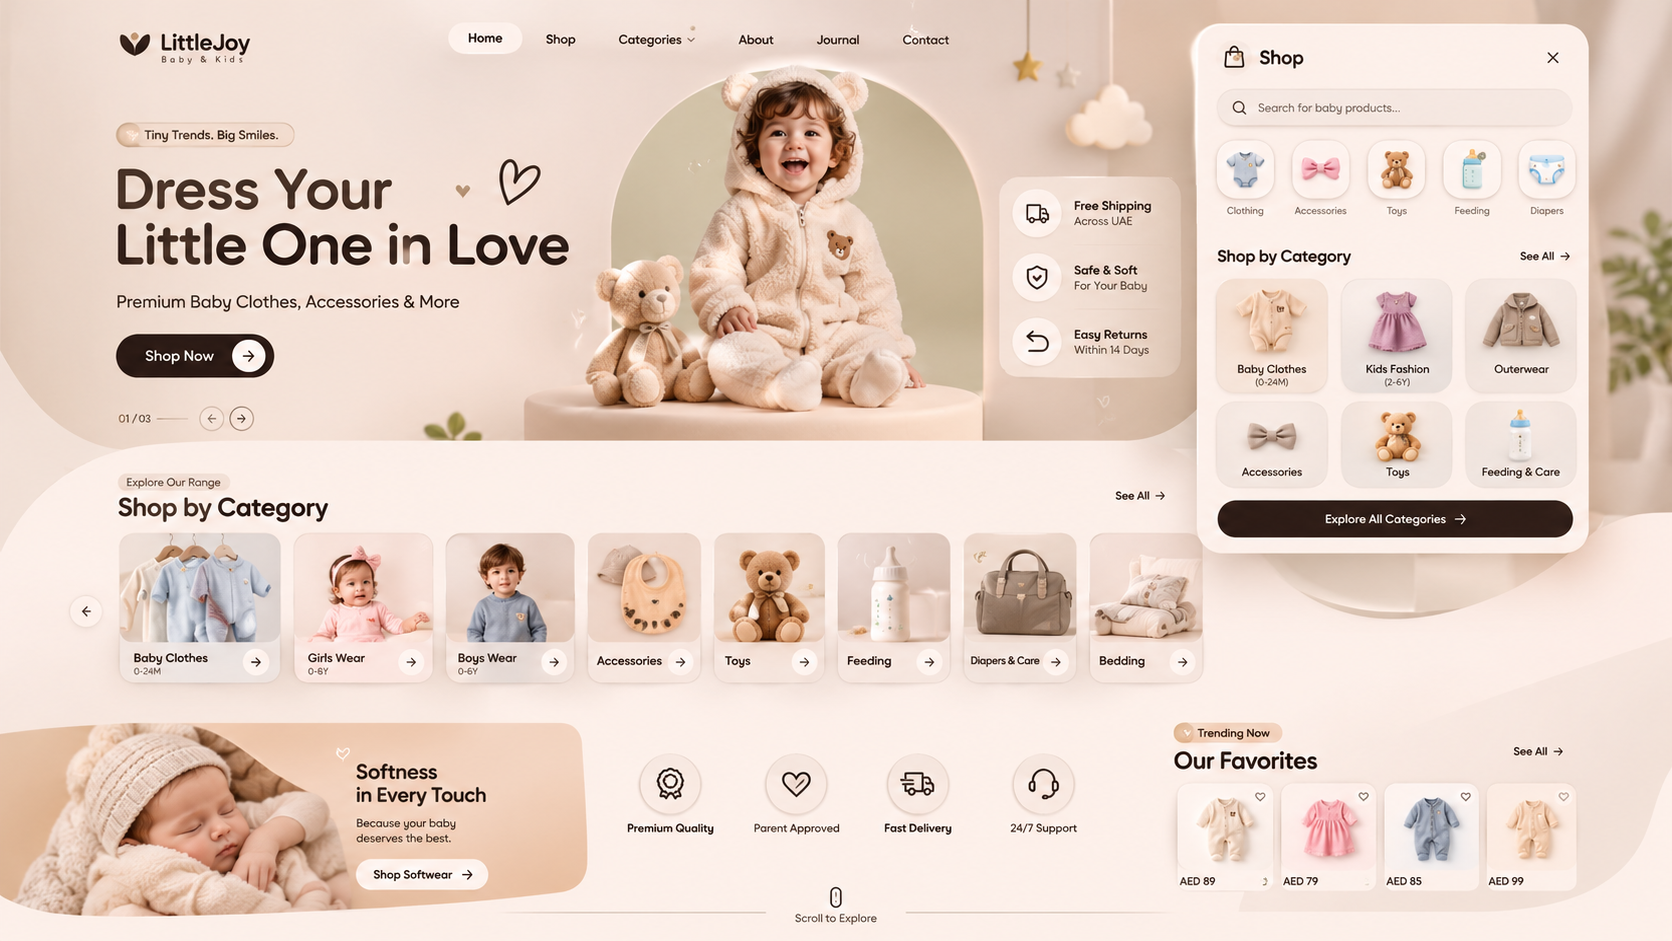 LittleJoy
Baby & Kids
Home
Shop
Categories
About
Journal
Contact
Tiny Trends. Big Smiles.
Dress Your
Little One in Love
Premium Baby Clothes, Accessories & More
Shop Now
01 / 03
Free Shipping
Across UAE
Safe & Soft
For Your Baby
Easy Returns
Within 14 Days
Shop
Search for baby products...
Clothing
Accessories
Toys
Feeding
Diapers
Shop by Category
See All
Baby Clothes
(0-24M)
Kids Fashion
(2-6Y)
Outerwear
Accessories
Toys
Feeding & Care
Explore All Categories
Explore Our Range
Shop by Category
See All
Baby Clothes
0-24M
Girls Wear
0-6Y
Boys Wear
0-6Y
Accessories
Toys
Feeding
Diapers & Care
Bedding
Softness
in Every Touch
Because your baby
deserves the best.
Shop Softwear
Premium Quality
Parent Approved
Fast Delivery
24/7 Support
Scroll to Explore
Trending Now
Our Favorites
See All
AED 89
AED 79
AED 85
AED 99